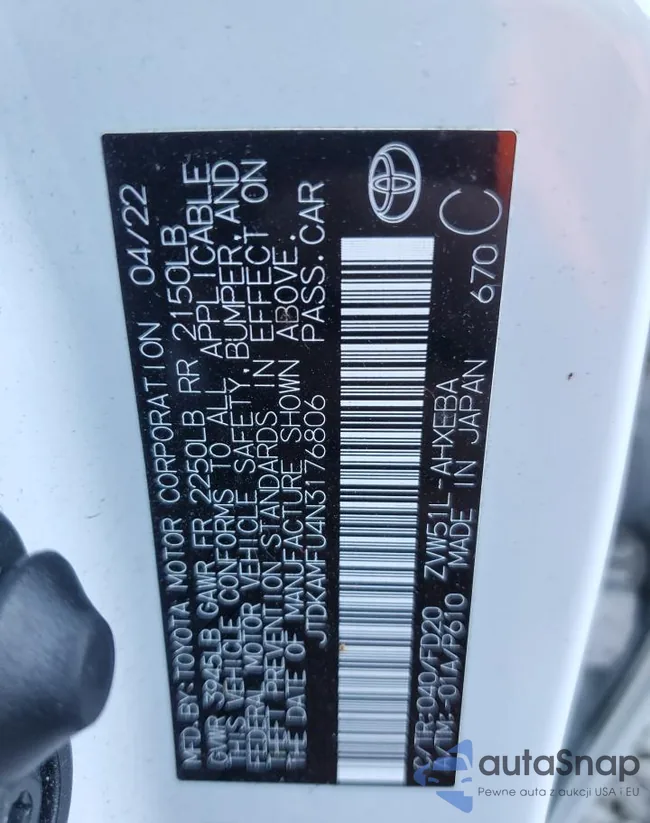 MFD.BY:TOYOTA MOTOR CORPORATION 04/22
GWR 3945LB GAWR FR 2250LB RR 2150LB
THIS VEHICLE CONFORMS TO ALL APPLICABLE
FEDERAL MOTOR VEHICLE SAFETY,BUMPER,AND
THEFT PREVENTION STANDARDS IN EFFECT ON
THE DATE OF MANUFACTURE SHOWN ABOVE.
JTDKAMFU4N3176806 PASS.CAR
C/TR:040/FD20 ZVW51L-AHXEBA
A/TM:-01A/P610 MADE IN JAPAN 670 C
autaSnap
Pewne auta z aukcji USA i EU